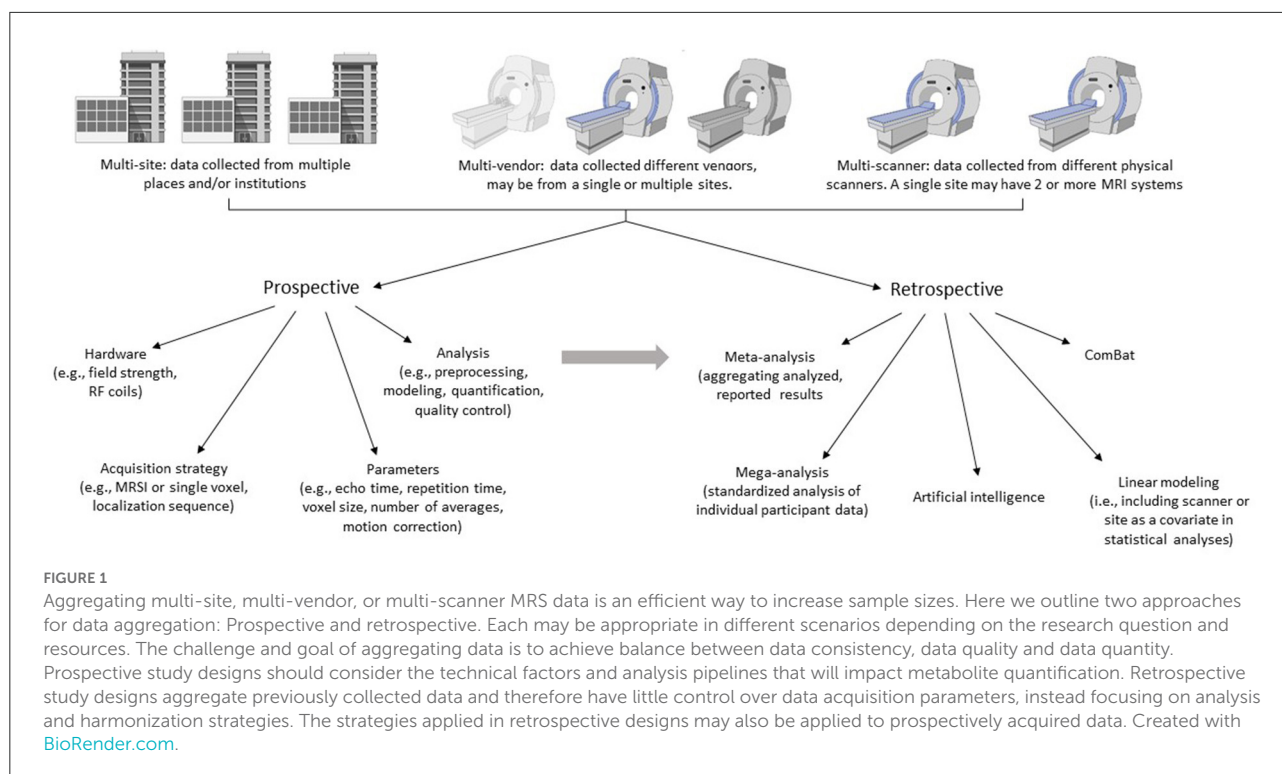 Multi-site: data collected from multiple
places and/or institutions
Multi-vendor: data collected different vendors,
may be from a single or multiple sites.
Multi-scanner: data collected from different physical
scanners. A single site may have 2 or more MRI systems
Prospective
Retrospective
Hardware
(e.g., field strength,
RF coils)
Analysis
(e.g., preprocessing,
modeling, quantification,
quality control)
Meta-analysis
(aggregating analyzed,
reported results
ComBat
Acquisition strategy
(e.g., MRSI or single voxel,
localization sequence)
Parameters
(e.g., echo time, repetition time,
voxel size, number of averages,
motion correction)
Mega-analysis
(standardized analysis of
individual participant data)
Artificial intelligence
Linear modeling
(i.e., including scanner or
site as a covariate in
statistical analyses)
FIGURE 1
Aggregating multi-site, multi-vendor, or multi-scanner MRS data is an efficient way to increase sample sizes. Here we outline two approaches
for data aggregation: Prospective and retrospective. Each may be appropriate in different scenarios depending on the research question and
resources. The challenge and goal of aggregating data is to achieve balance between data consistency, data quality and data quantity.
Prospective study designs should consider the technical factors and analysis pipelines that will impact metabolite quantification. Retrospective
study designs aggregate previously collected data and therefore have little control over data acquisition parameters, instead focusing on analysis
and harmonization strategies. The strategies applied in retrospective designs may also be applied to prospectively acquired data. Created with
BioRender.com.